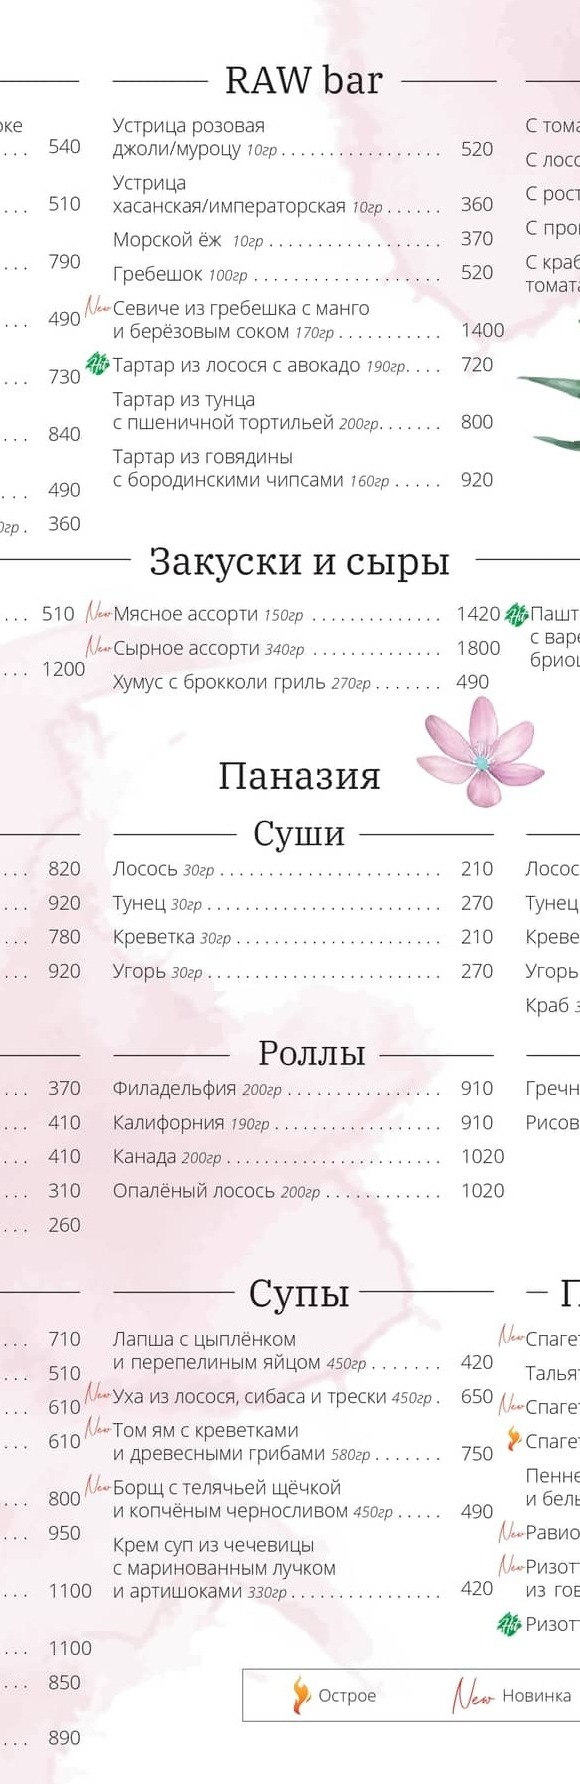 RAW bar
Устрица розовая
джоли/муроцу 10гр . . . . . . . . . . . . . . . . . 520
Устрица
хасанская/императорская 10гр . . . . . . 360
Морской ёж 10гр . . . . . . . . . . . . . . . . . . 370
Гребешок 100гр . . . . . . . . . . . . . . . . . . . 520
New Севиче из гребешка с манго
и берёзовым соком 170гр . . . . . . . . . . . 1400
Hit Тартар из лосося с авокадо 190гр. . . . 720
Тартар из тунца
с пшеничной тортильей 200гр. . . . . . . 800
Тартар из говядины
с бородинскими чипсами 160гр . . . . . 920
. . . 540
. . . 510
. . . 790
. . . 490
. . . 730
. . . 840
. . . 490
гр . 360
С тома
С лосо
С рост
С кра
томата
Закуски и сыры
. . . 510
. . . 1200
New Мясное ассорти 150гр . . . . . . . . . . . . . 1420
New Сырное ассорти 340гр . . . . . . . . . . . . . 1800
Хумус с брокколи гриль 270гр . . . . . . . 490
Hit Пашт
с варе
брио
Паназия
Суши
. . . 820
. . . 920
. . . 780
. . . 920
Лосось 30гр . . . . . . . . . . . . . . . . . . . . . . . 210
Тунец 30гр . . . . . . . . . . . . . . . . . . . . . . . . 270
Креветка 30гр . . . . . . . . . . . . . . . . . . . . . 210
Угорь 30гр . . . . . . . . . . . . . . . . . . . . . . . . 270
Лосос
Тунец
Креве
Угорь
Краб 3
Роллы
. . . 370
. . . 410
. . . 410
. . . 310
. . . 260
Филадельфия 200гр . . . . . . . . . . . . . . . . 910
Калифорния 190гр . . . . . . . . . . . . . . . . . 910
Канада 200гр . . . . . . . . . . . . . . . . . . . . . . 1020
Опалёный лосось 200гр . . . . . . . . . . . . 1020
Гречн
Рисов
Супы
. . . 710
. . . 510
. . . 610
. . . 610
. . . 800
. . . 950
. . . 1100
. . . 1100
. . . 850
. . . 890
Лапша с цыплёнком
и перепелиным яйцом 450гр . . . . . . . 420
New Уха из лосося, сибаса и трески 450гр . 650
New Том ям с креветками
и древесными грибами 580гр . . . . . . . 750
New Борщ с телячьей щёчкой
и копчёным черносливом 450гр . . . . . 490
Крем суп из чечевицы
с маринованным лучком
и артишоками 330гр . . . . . . . . . . . . . . . . 420
П
New Спагет
Талья
New Спагет
Спагет
Пенне
и бел
New Равио
New Ризот
из гов
Hit Ризот
Острое New Новинка